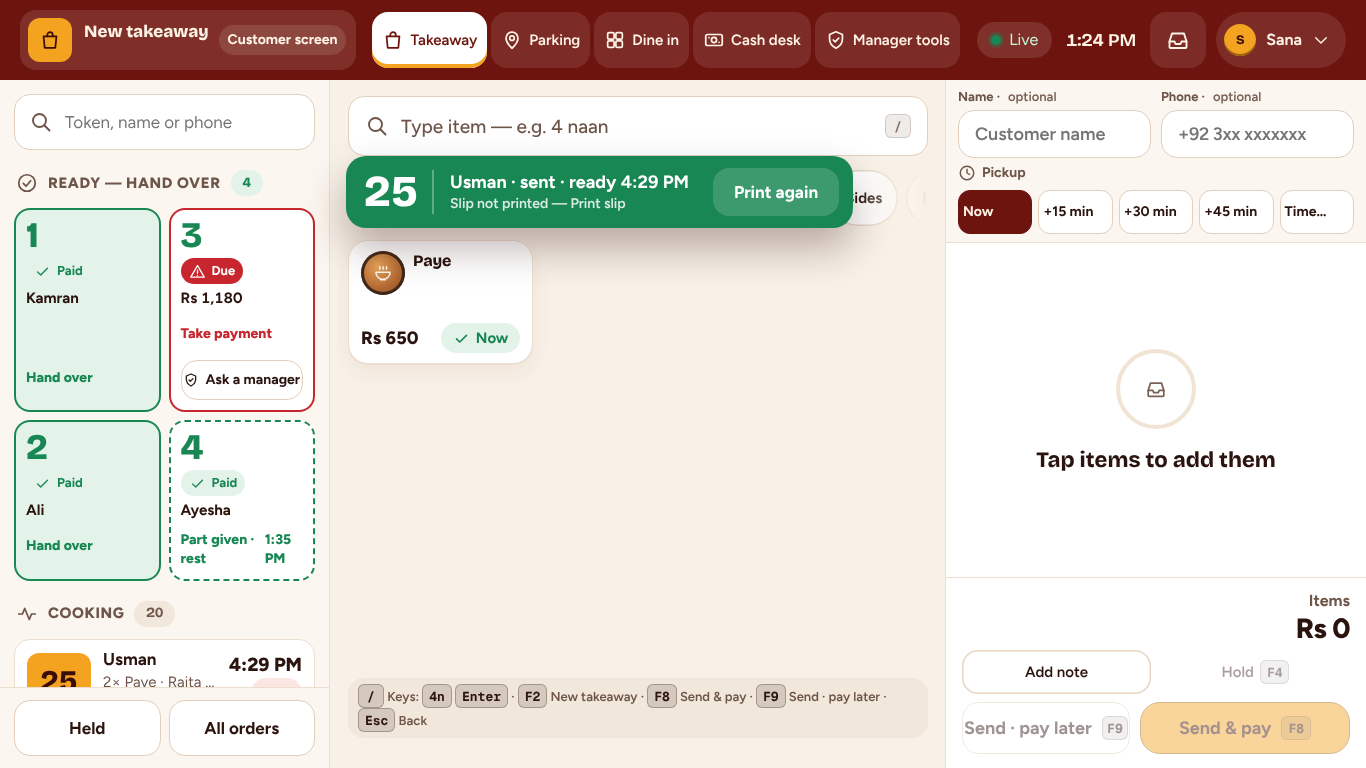 New takeaway
Customer screen
Takeaway
Parking
Dine in
Cash desk
Manager tools
Live
1:24 PM
S
Sana
Token, name or phone
READY — HAND OVER 4
1
Paid
Kamran
Hand over
3
Due
Rs 1,180
Take payment
Ask a manager
2
Paid
Ali
Hand over
4
Paid
Ayesha
Part given · rest
1:35 PM
COOKING 20
25
Usman
4:29 PM
2× Paye · Raita ...
Held
All orders
Type item — e.g. 4 naan
/
25
Usman · sent · ready 4:29 PM
Slip not printed — Print slip
Print again
Paye
Rs 650
Now
/ Keys: 4n Enter · F2 New takeaway · F8 Send & pay · F9 Send · pay later ·
Esc Back
Name · optional
Customer name
Phone · optional
+92 3xx xxxxxxx
Pickup
Now
+15 min
+30 min
+45 min
Time...
Tap items to add them
Items
Rs 0
Add note
Hold F4
Send · pay later F9
Send & pay F8